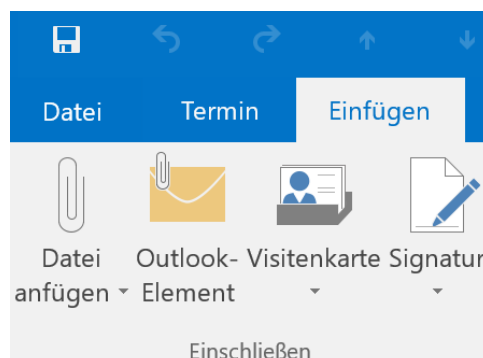 Datei Termin Einfügen
Datei Outlook- Visitenkarte Signatur
anfügen Element
Einschließen